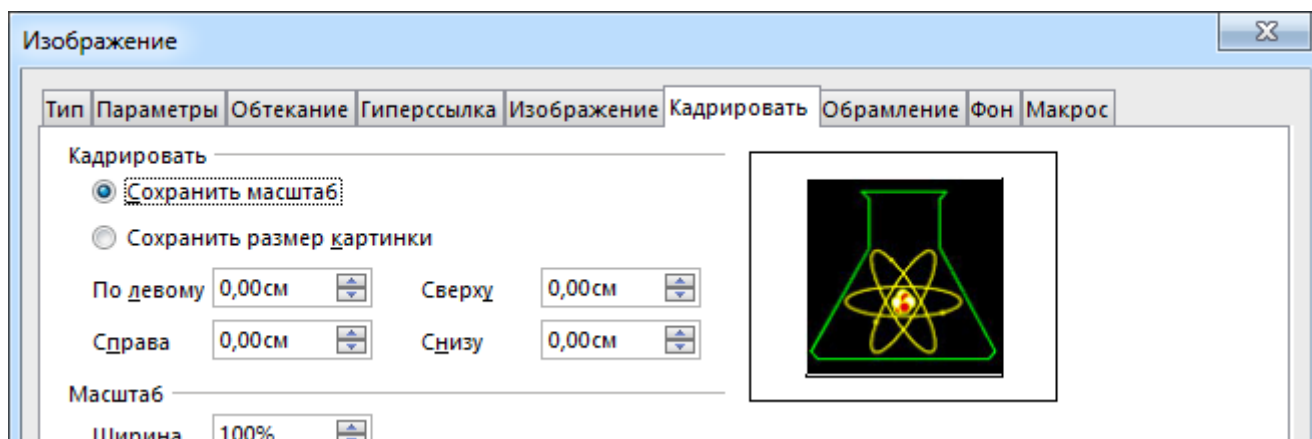 Изображение
Тип Параметры Обтекание Гиперссылка Изображение Кадрировать Обрамление Фон Макрос
Кадрировать
Сохранить масштаб
Сохранить размер картинки
По левому 0,00см Сверху 0,00см
Справа 0,00см Снизу 0,00см
Масштаб
Ширина 100%